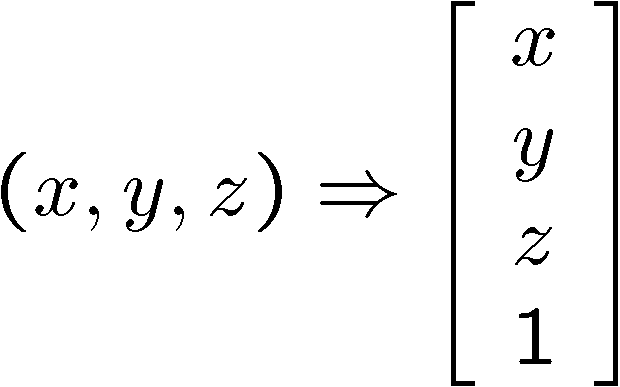 (x, y, z) ⇒ [x
y
z
1]